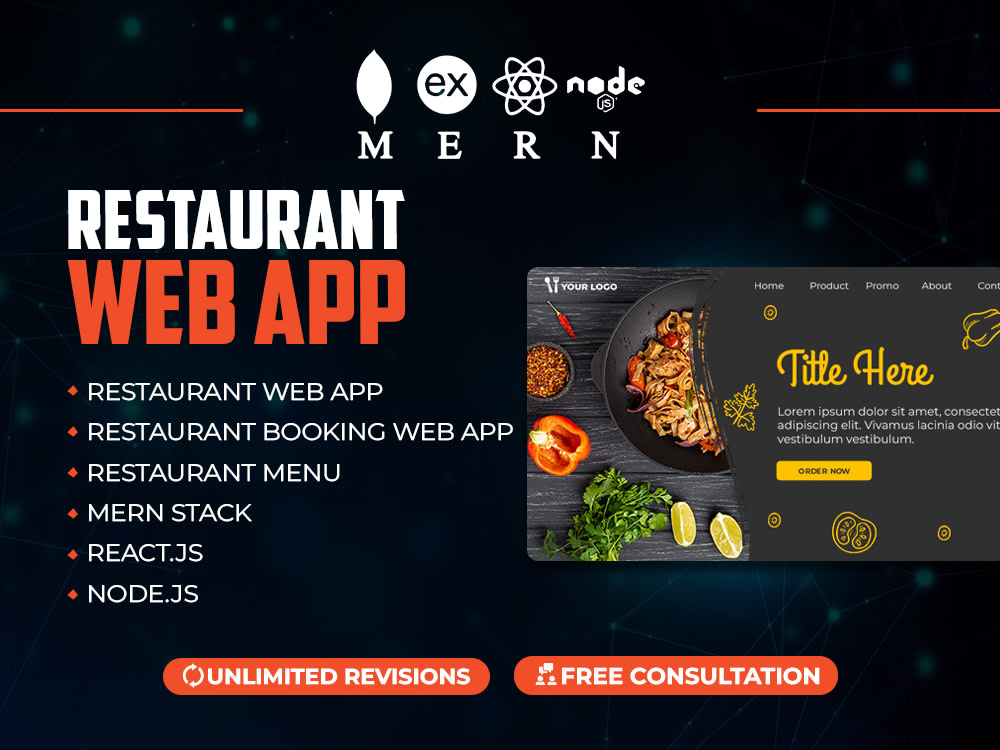 ex
node
JS
M E R N
RESTAURANT
WEB APP
RESTAURANT WEB APP
RESTAURANT BOOKING WEB APP
RESTAURANT MENU
MERN STACK
REACT.JS
NODE.JS
YOUR LOGO
Home Product Promo About Cont
Title Here
Lorem ipsum dolor sit amet, consectet
adipiscing elit. Vivamus lacinia odio vit
vestibulum vestibulum.
ORDER NOW
UNLIMITED REVISIONS
FREE CONSULTATION